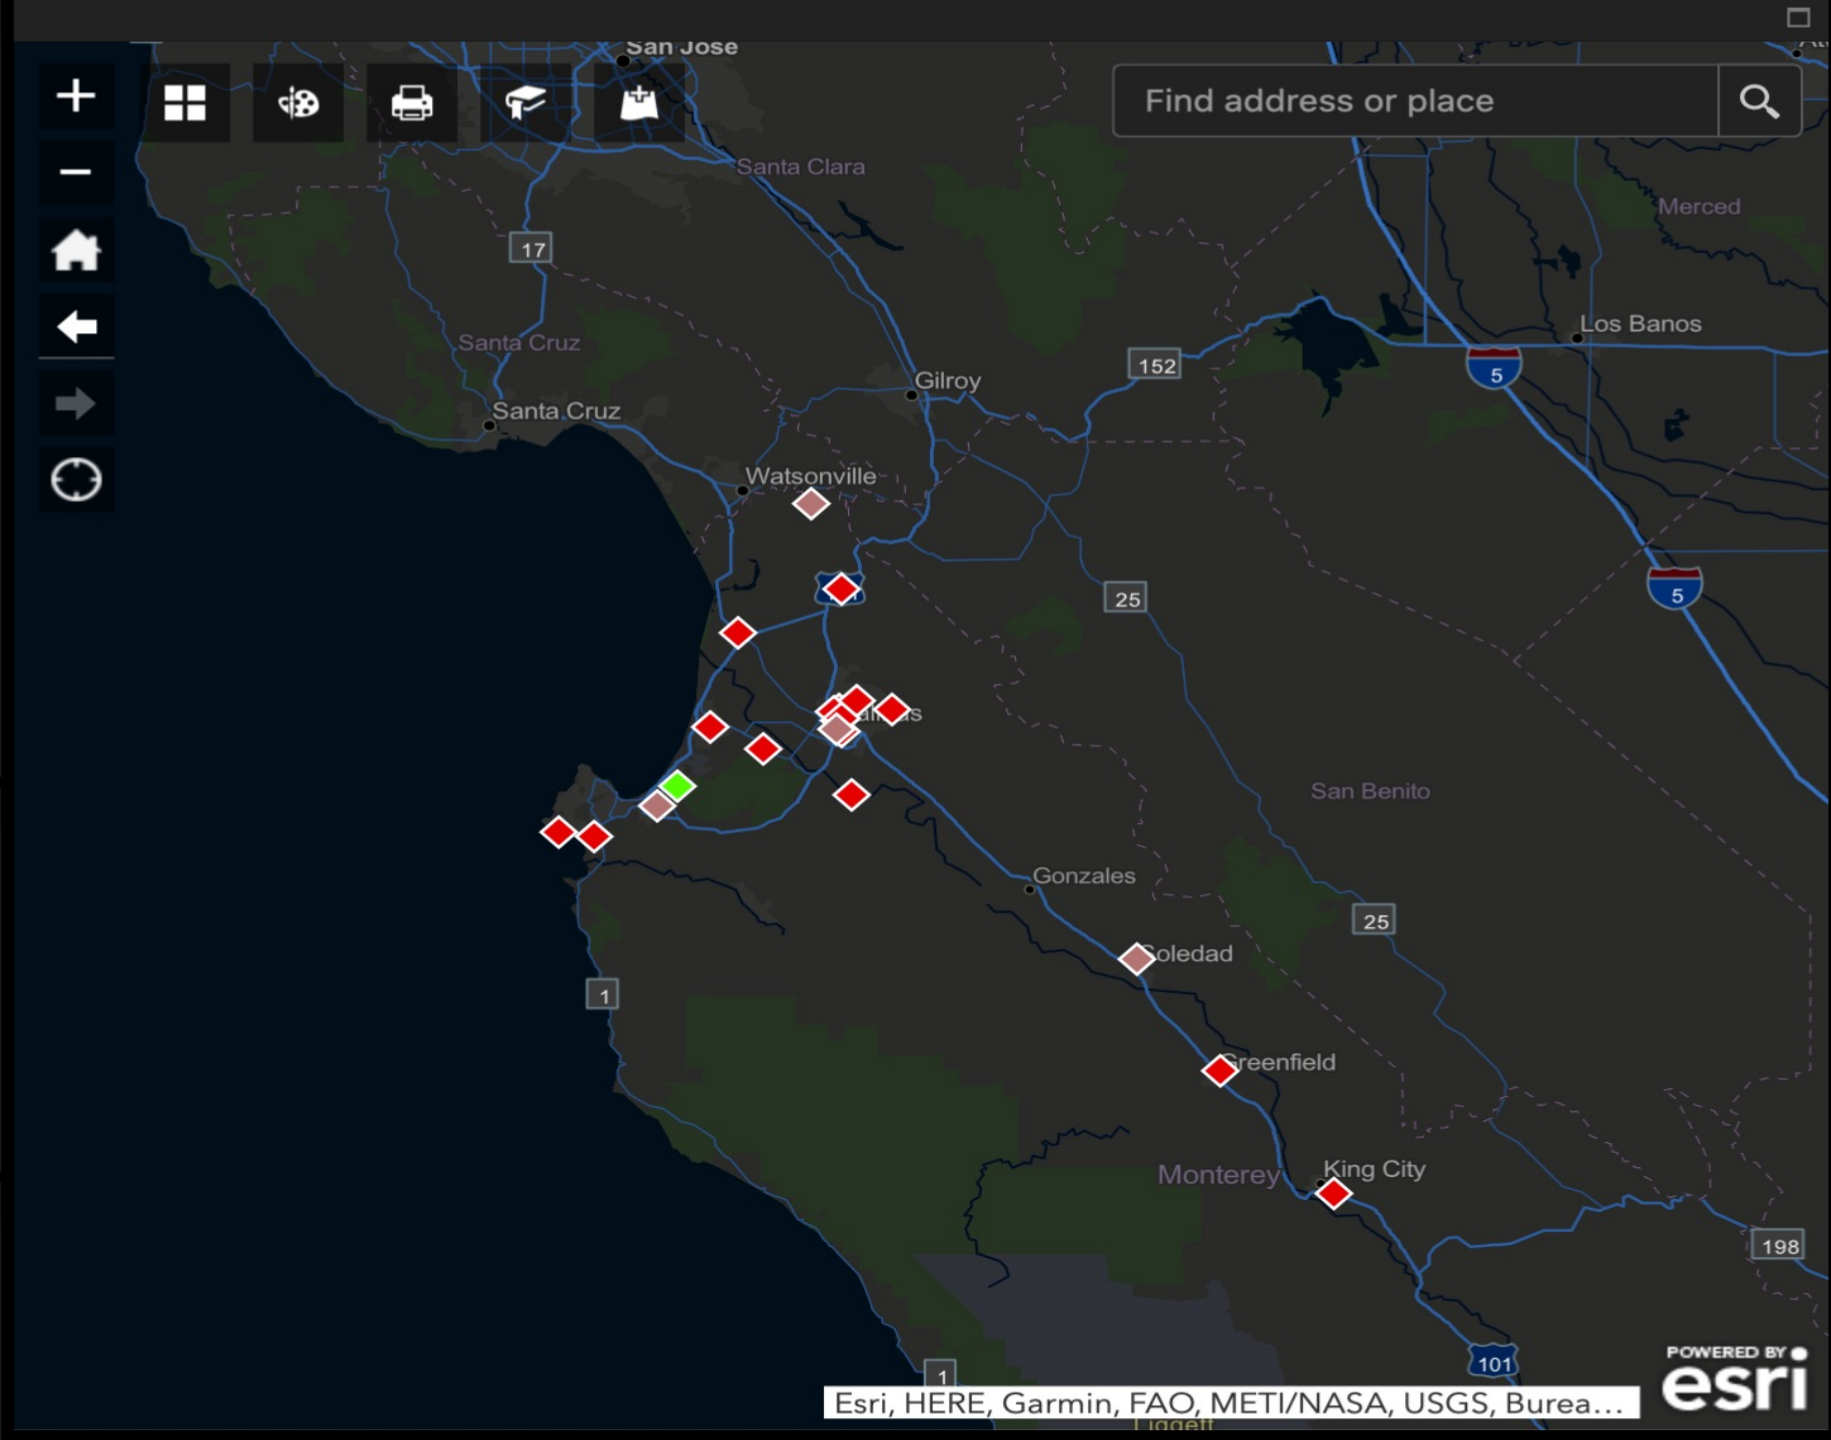 San Jose
Find address or place
Santa Clara
Merced
17
Los Banos
Santa Cruz
152
5
Gilroy
Santa Cruz
Watsonville
5
25
San Benito
Gonzales
25
Soledad
1
Greenfield
Monterey
King City
198
101
1
POWERED BY
esri
Esri, HERE, Garmin, FAO, METI/NASA, USGS, Burea...
Liggett